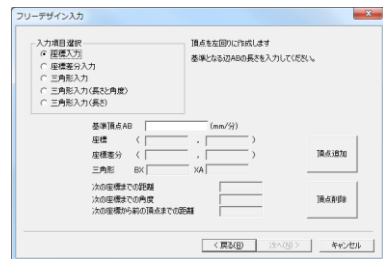 フリーデザイン入力
入力項目選択
座標入力
座標差分入力
三角形入力
三角形入力(長さと角度)
三角形入力(長さ)
頂点を左回りに作成します
基準となる辺ABの長さを入力してください。
基準頂点AB (mm/分)
座標 ( , )
座標差分 ( , )
三角形 BX XA
次の座標までの距離
次の座標までの角度
次の座標から前の頂点までの距離
頂点追加
頂点削除
< 戻る(B)
次へ(N) >
キャンセル